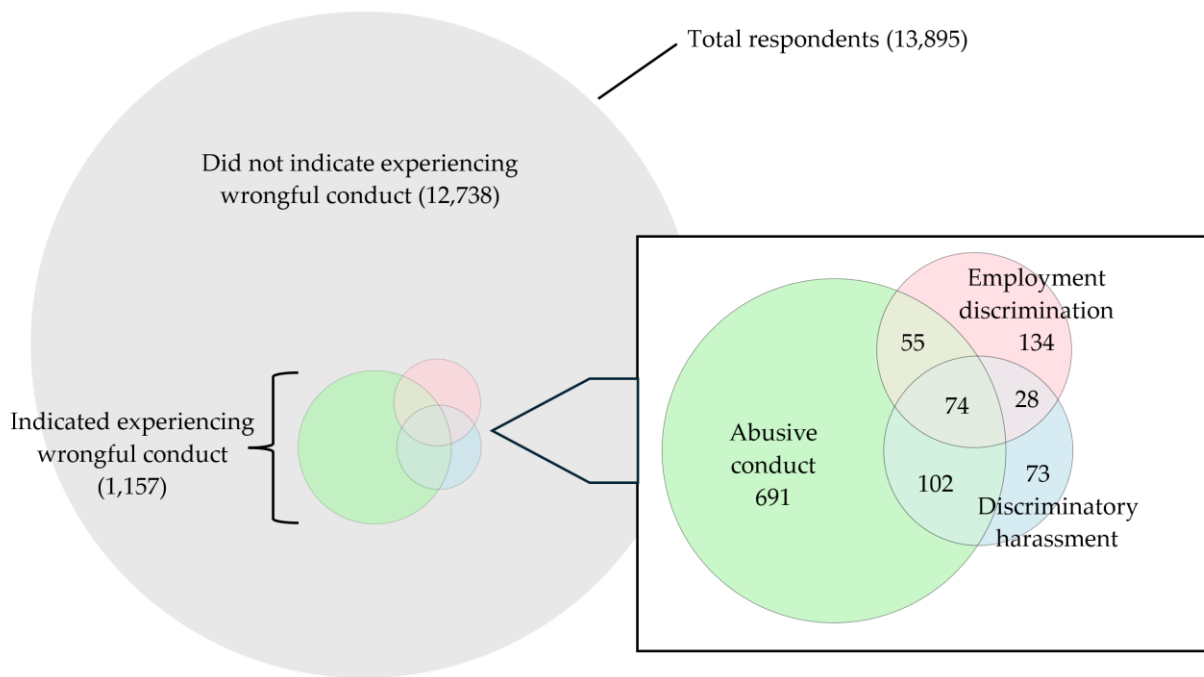 Total respondents (13,895)
Did not indicate experiencing
wrongful conduct (12,738)
Indicated experiencing
wrongful conduct
(1,157)
Employment
discrimination
55
134
74
28
Abusive
conduct
691
102
73
Discriminatory
harassment